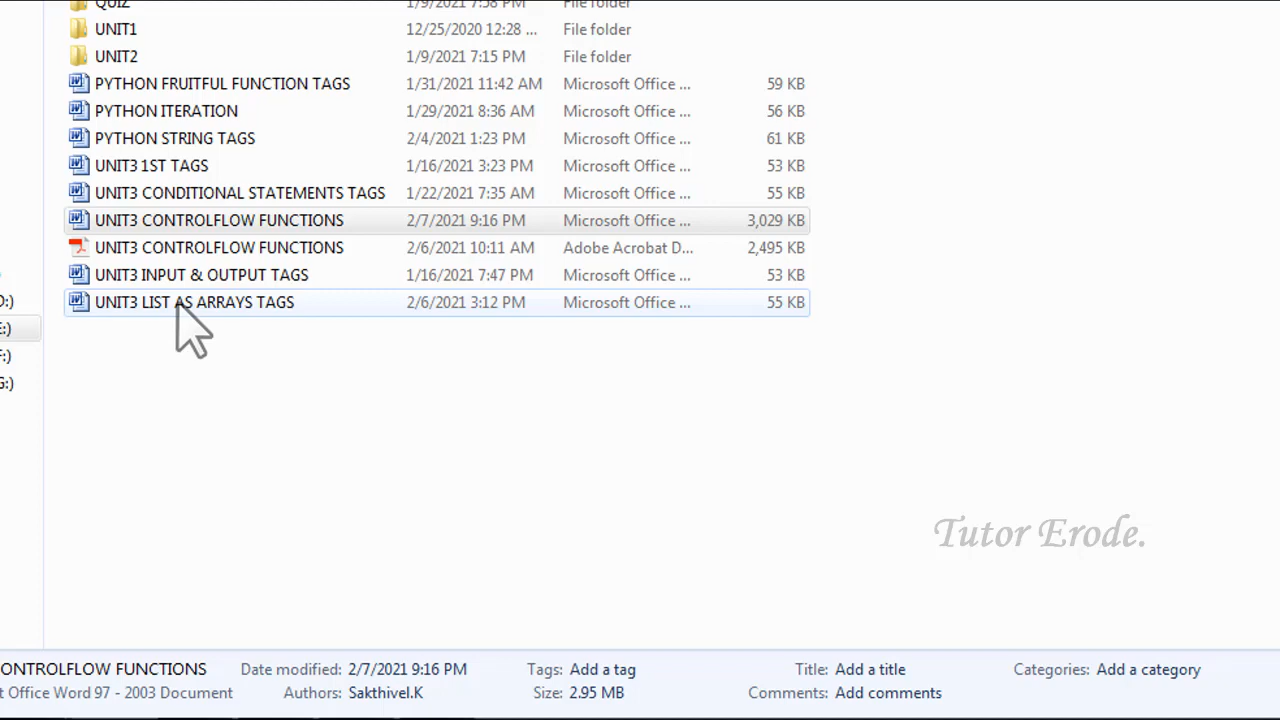 QUIZ 1/9/2021 7:58 PM File folder
UNIT1 12/25/2020 12:28 ... File folder
UNIT2 1/9/2021 7:15 PM File folder
PYTHON FRUITFUL FUNCTION TAGS 1/31/2021 11:42 AM Microsoft Office ... 59 KB
PYTHON ITERATION 1/29/2021 8:36 AM Microsoft Office ... 56 KB
PYTHON STRING TAGS 2/4/2021 1:23 PM Microsoft Office ... 61 KB
UNIT3 1ST TAGS 1/16/2021 3:23 PM Microsoft Office ... 53 KB
UNIT3 CONDITIONAL STATEMENTS TAGS 1/22/2021 7:35 AM Microsoft Office ... 55 KB
UNIT3 CONTROLFLOW FUNCTIONS 2/7/2021 9:16 PM Microsoft Office ... 3,029 KB
UNIT3 CONTROLFLOW FUNCTIONS 2/6/2021 10:11 AM Adobe Acrobat D... 2,495 KB
UNIT3 INPUT & OUTPUT TAGS 1/16/2021 7:47 PM Microsoft Office ... 53 KB
D:) UNIT3 LIST AS ARRAYS TAGS 2/6/2021 3:12 PM Microsoft Office ... 55 KB
E:)
F:)
G:)
Tutor Erode.
ONTROLFLOW FUNCTIONS Date modified: 2/7/2021 9:16 PM Tags: Add a tag Title: Add a title Categories: Add a category
t Office Word 97 - 2003 Document Authors: Sakthivel.K Size: 2.95 MB Comments: Add comments